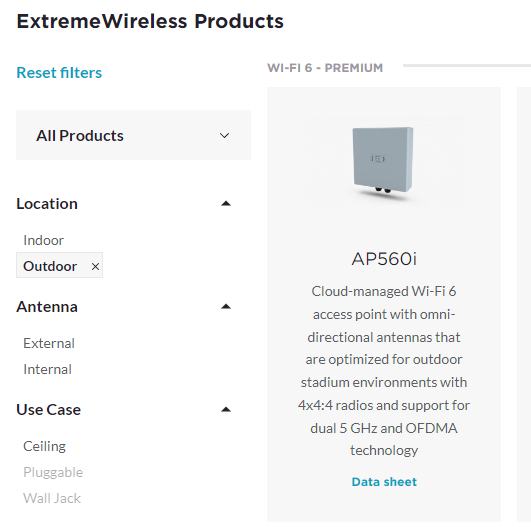 ExtremeWireless Products
Reset filters
All Products
Location
Indoor
Outdoor ×
Antenna
External
Internal
Use Case
Ceiling
Pluggable
Wall Jack
WI-FI 6 - PREMIUM
AP560i
Cloud-managed Wi-Fi 6
access point with omni-
directional antennas that
are optimized for outdoor
stadium environments with
4x4:4 radios and support for
dual 5 GHz and OFDMA
technology
Data sheet